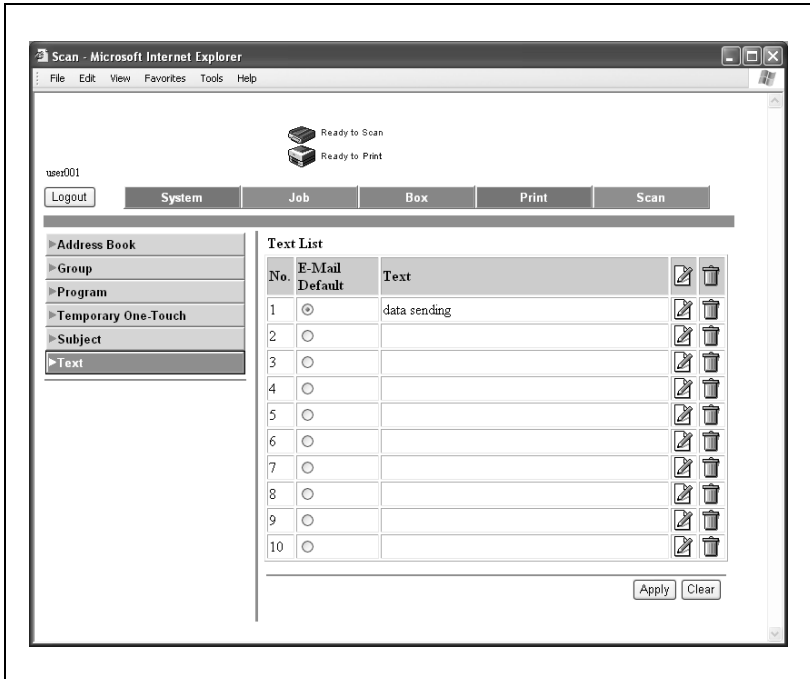 Scan - Microsoft Internet Explorer
File Edit View Favorites Tools Help
Ready to Scan
Ready to Print
user001
Logout System Job Box Print Scan
Address Book
Group
Program
Temporary One-Touch
Subject
Text
Text List
No. E-Mail Default Text
1 data sending
2
3
4
5
6
7
8
9
10
Apply Clear